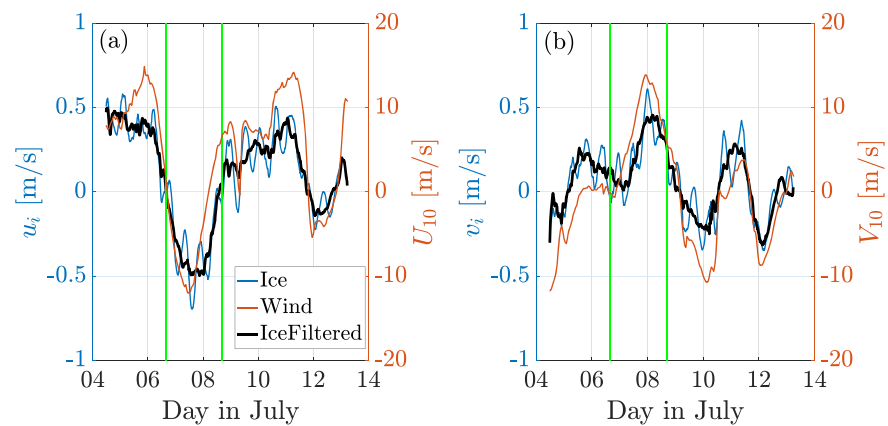 (a)
1
0.5
0
-0.5
-1
u_i [m/s]
20
10
0
-10
-20
U_10 [m/s]
Ice
Wind
IceFiltered
04 06 08 10 12 14
Day in July
(b)
1
0.5
0
-0.5
-1
v_i [m/s]
20
10
0
-10
-20
V_10 [m/s]
04 06 08 10 12 14
Day in July